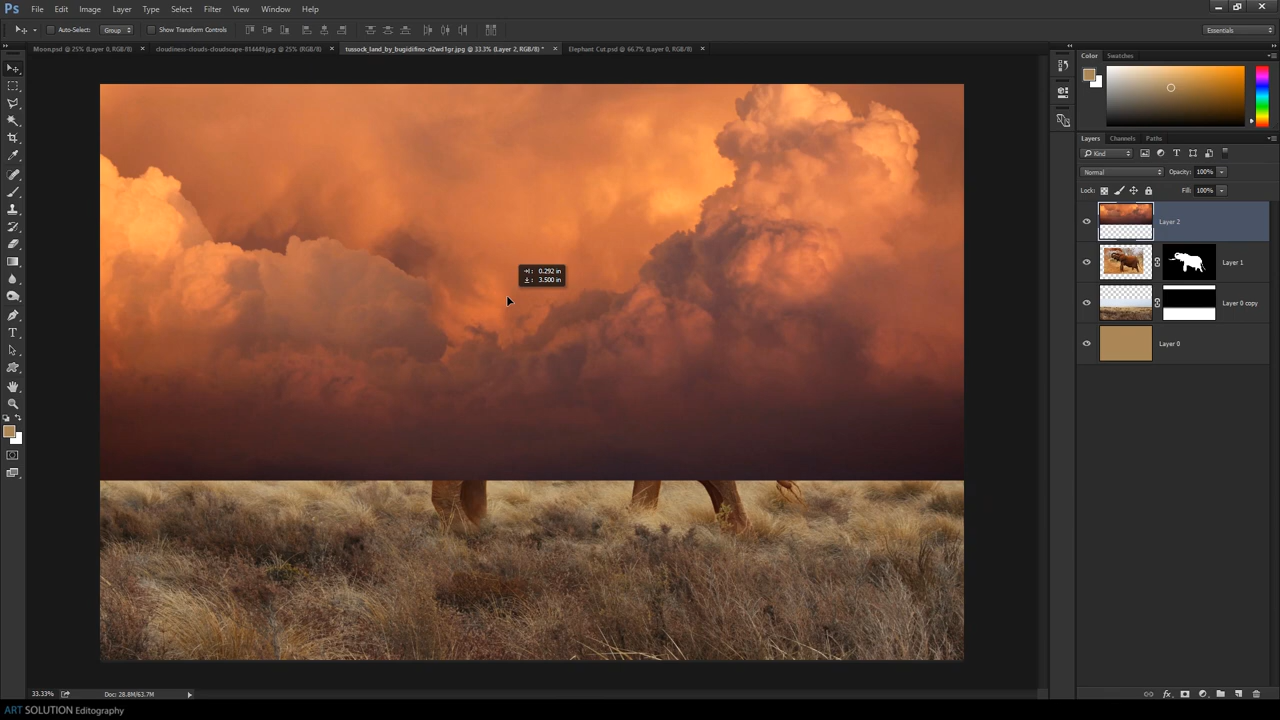 Ps File Edit Image Layer Type Select Filter View Window Help
Auto-Select: Group Show Transform Controls Essentials
Moon.psd @ 25% (Layer 0, RGB/8) × cloudiness-clouds-cloudscape-814449.jpg @ 25% (RGB/8) × tussock_land_by_bugidifino-d2wd1gr.jpg @ 33.3% (Layer 2, RGB/8) * × Elephant Cut.psd @ 66.7% (Layer 0, RGB/8) ×
Color Swatches
Layers Channels Paths
Kind
Normal Opacity: 100%
Lock: Fill: 100%
Layer 2
Layer 1
Layer 0 copy
Layer 0
0.292 in
3.500 in
33.33% Doc: 28.8M/63.7M
ART SOLUTION Editography